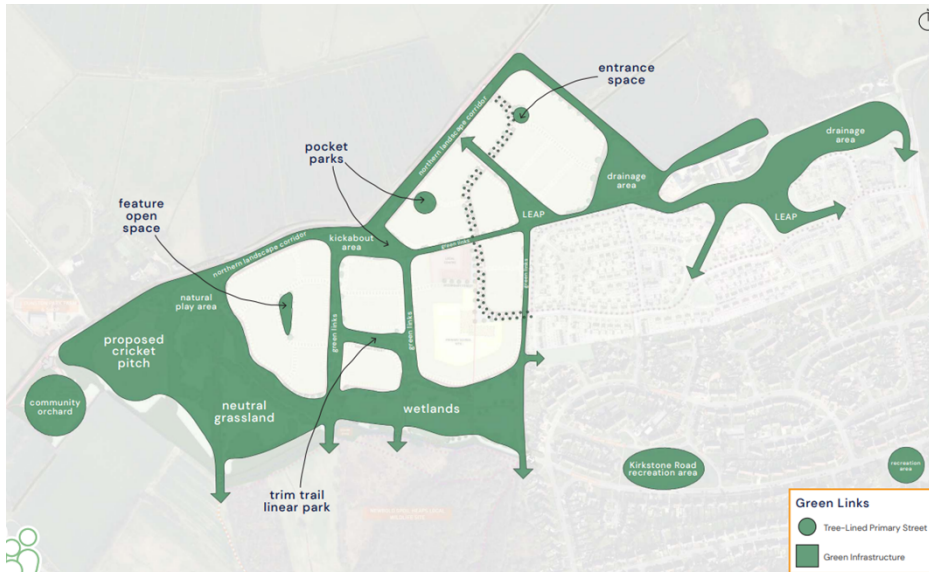 entrance
space
northern landscape corridor
pocket
parks
drainage
area
drainage
area
feature
open
space
LEAP
LEAP
kickabout
area
green links
northern landscape corridor
natural
play area
green links
green links
green links
proposed
cricket
pitch
community
orchard
neutral
grassland
wetlands
Kirkstone Road
recreation area
recreation
area
trim trail
linear park
Green Links
Tree-Lined Primary Street
Green Infrastructure